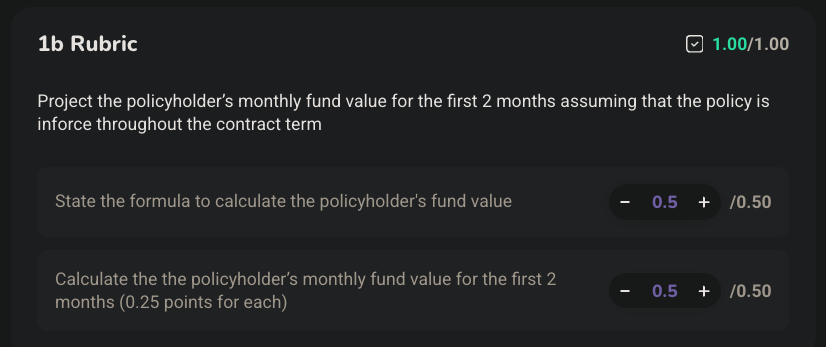 1b Rubric
1.00/1.00
Project the policyholder’s monthly fund value for the first 2 months assuming that the policy is
inforce throughout the contract term
State the formula to calculate the policyholder's fund value
− 0.5 + /0.50
Calculate the the policyholder’s monthly fund value for the first 2
months (0.25 points for each)
− 0.5 + /0.50